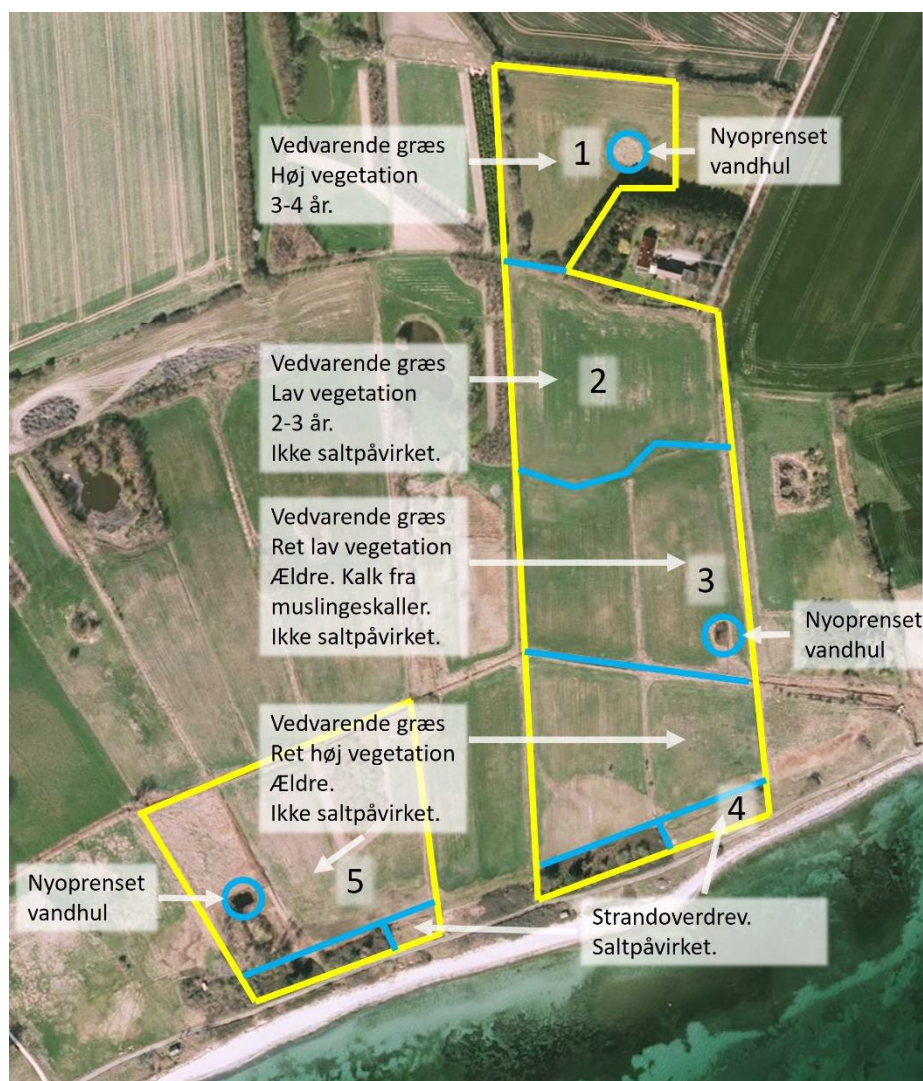 Vedvarende græs
Høj vegetation
3-4 år.
1
Nyoprenset
vandhul
Vedvarende græs
Lav vegetation
2-3 år.
Ikke saltpåvirket.
2
Vedvarende græs
Ret lav vegetation
Ældre. Kalk fra
muslingeskaller.
Ikke saltpåvirket.
3
Nyoprenset
vandhul
Vedvarende græs
Ret høj vegetation
Ældre.
Ikke saltpåvirket.
4
5
Nyoprenset
vandhul
Strandoverdrev.
Saltpåvirket.